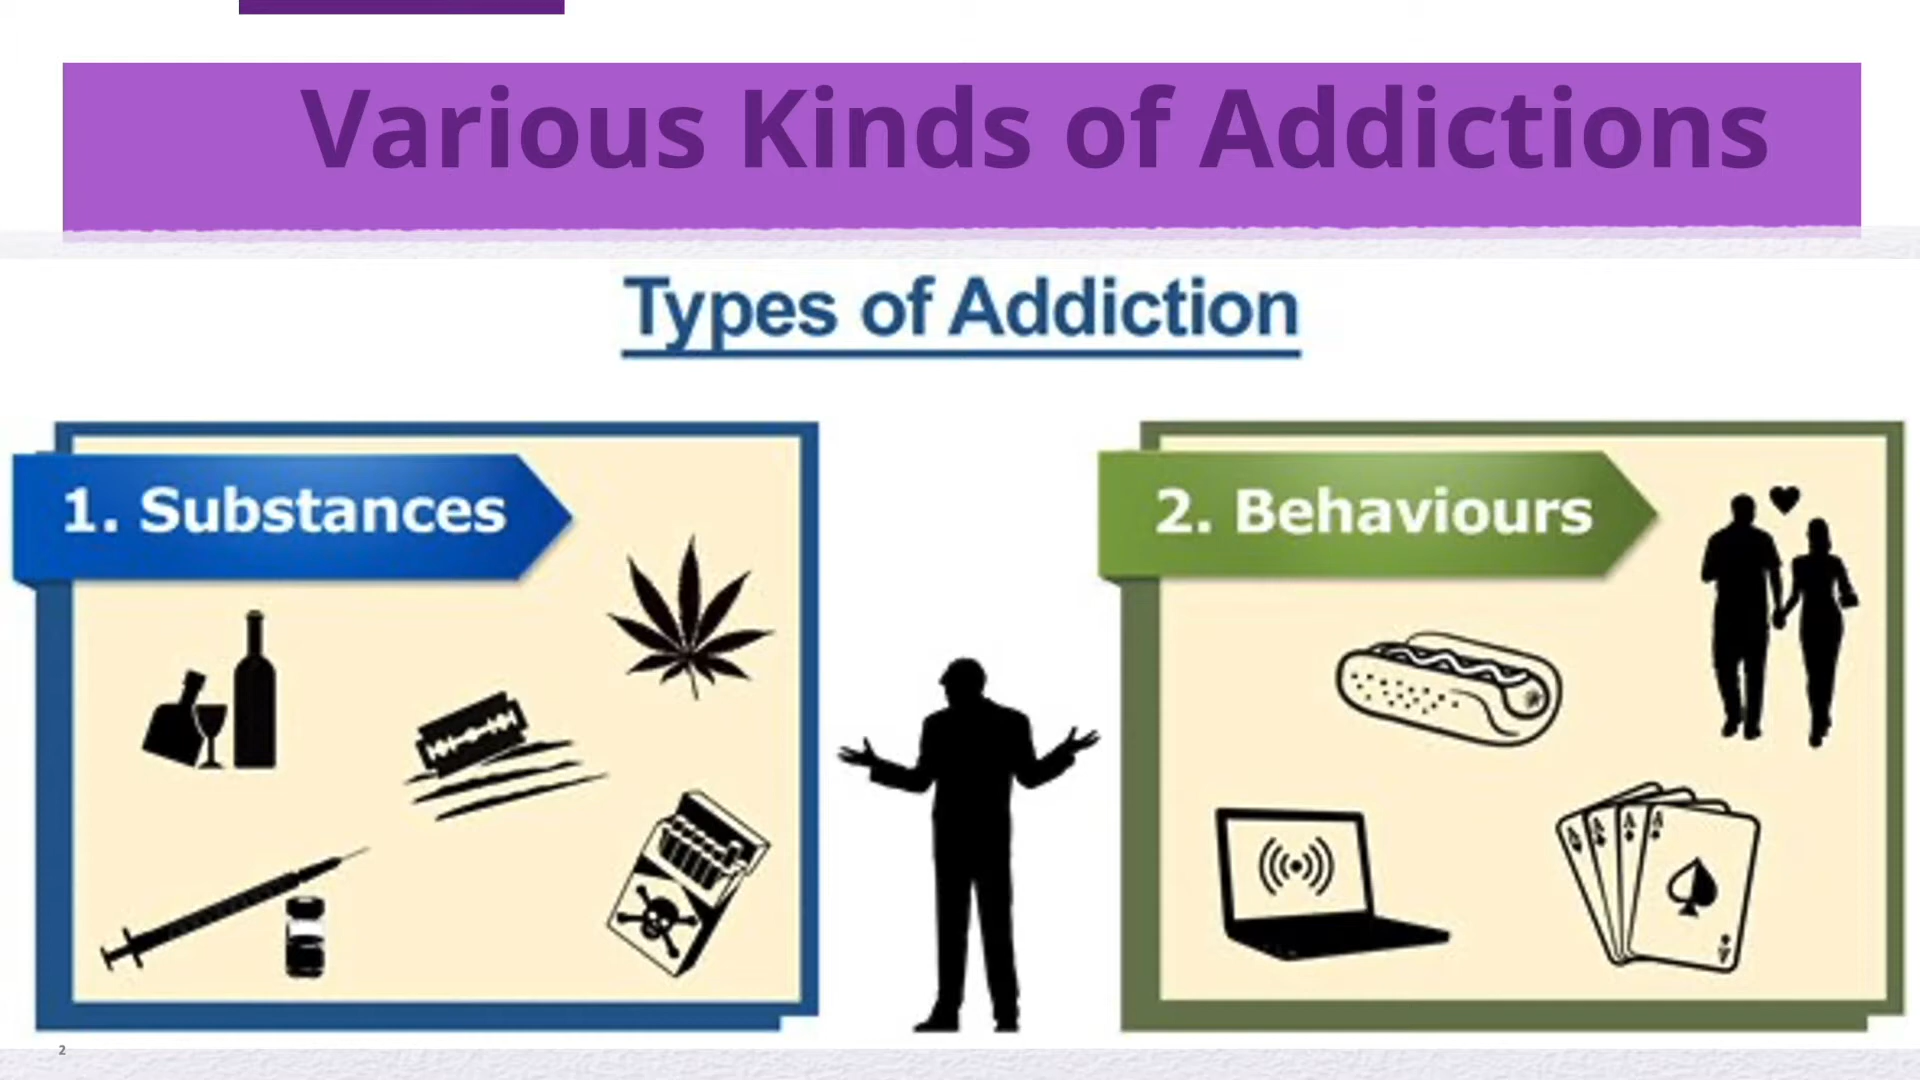 Various Kinds of Addictions
Types of Addiction
1. Substances
2. Behaviours
A A A A
A
2